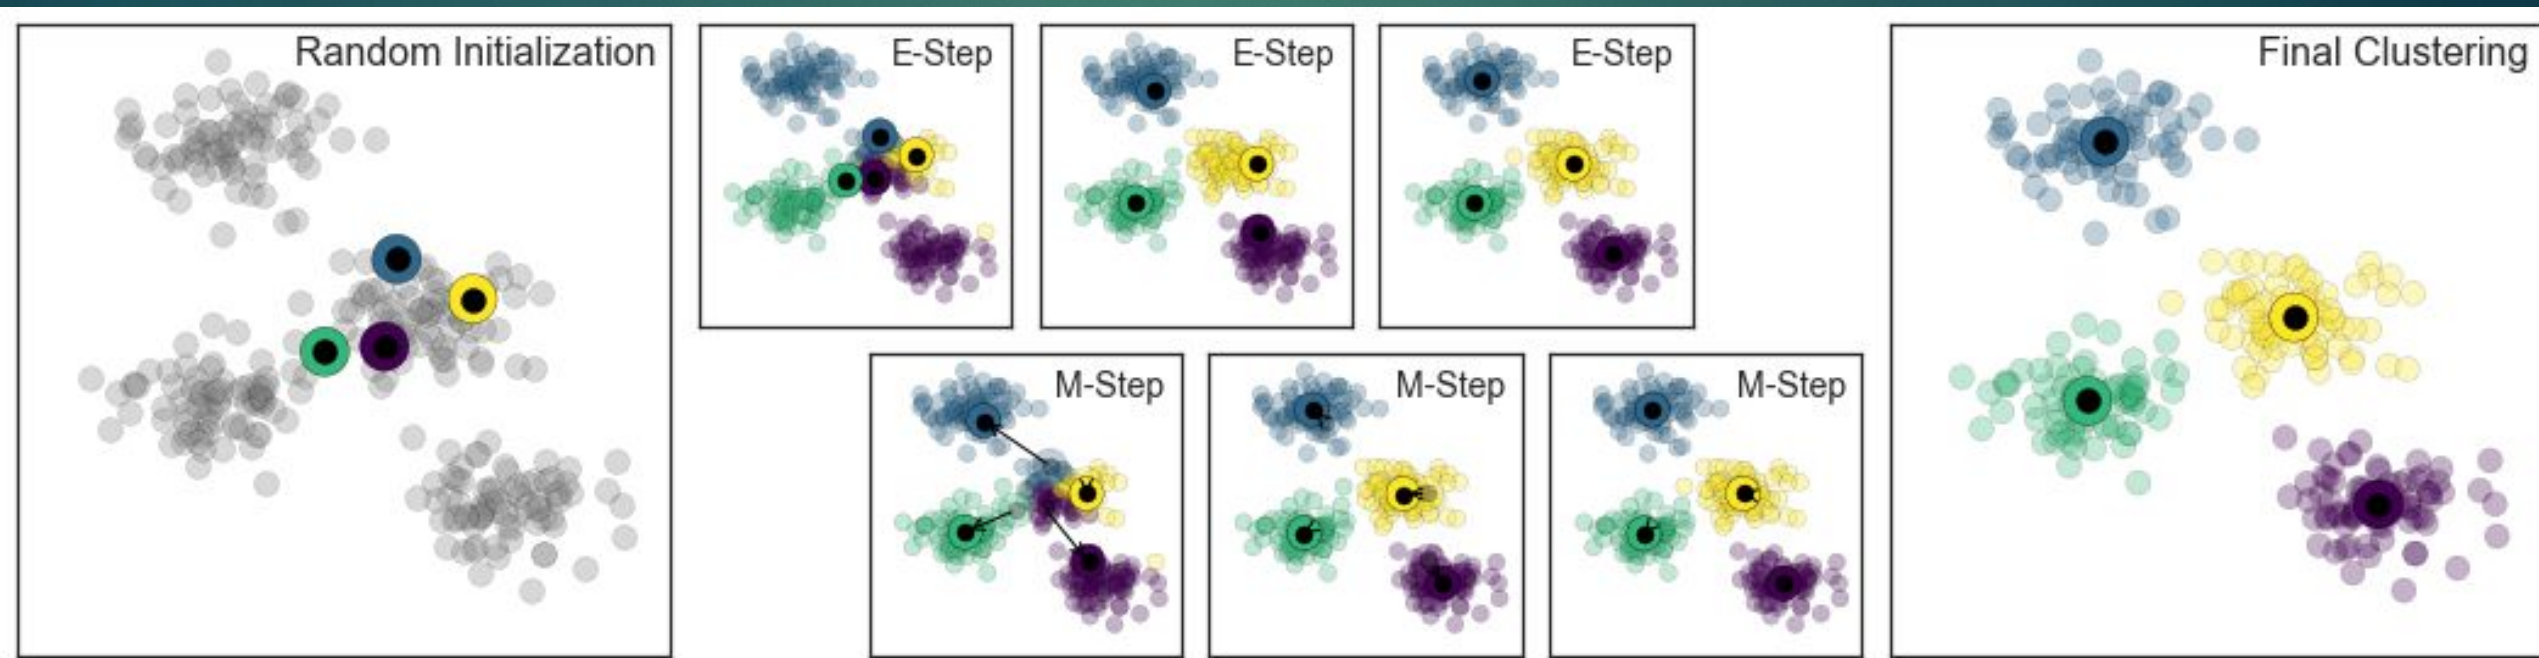 Random Initialization
E-Step
E-Step
E-Step
Final Clustering
M-Step
M-Step
M-Step